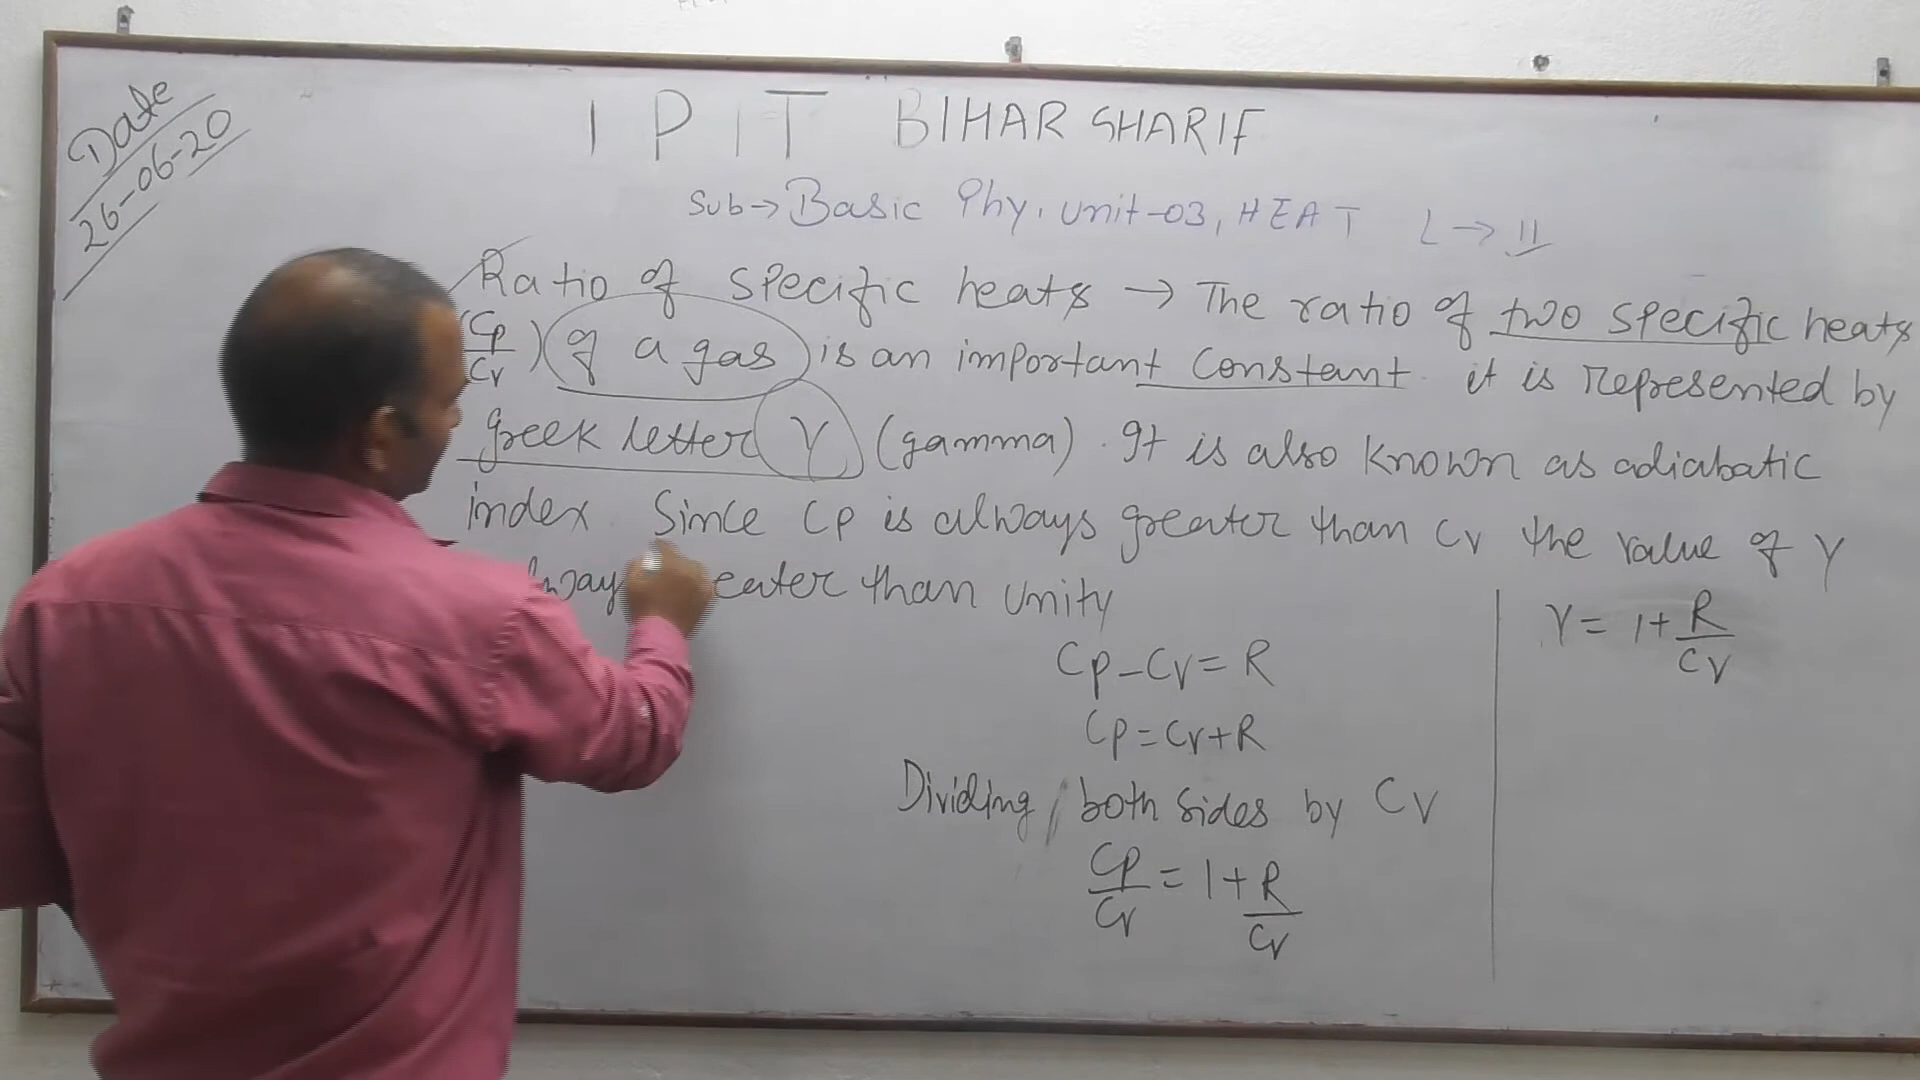 Date
26-06-20
I P I T BIHAR SHARIF
Sub→ Basic Phy, Unit-03, HEAT L → 11
Ratio of specific heats → The ratio of two specific heats
(Cp/Cv) of a gas is an important constant. it is represented by
greek letter γ (gamma). It is also known as adiabatic
index. Since Cp is always greater than Cv the value of γ
than unity
Cp-Cv=R
Cp=Cv+R
Dividing both sides by Cv
Cp/Cv = 1+R/Cv
γ = 1+R/Cv